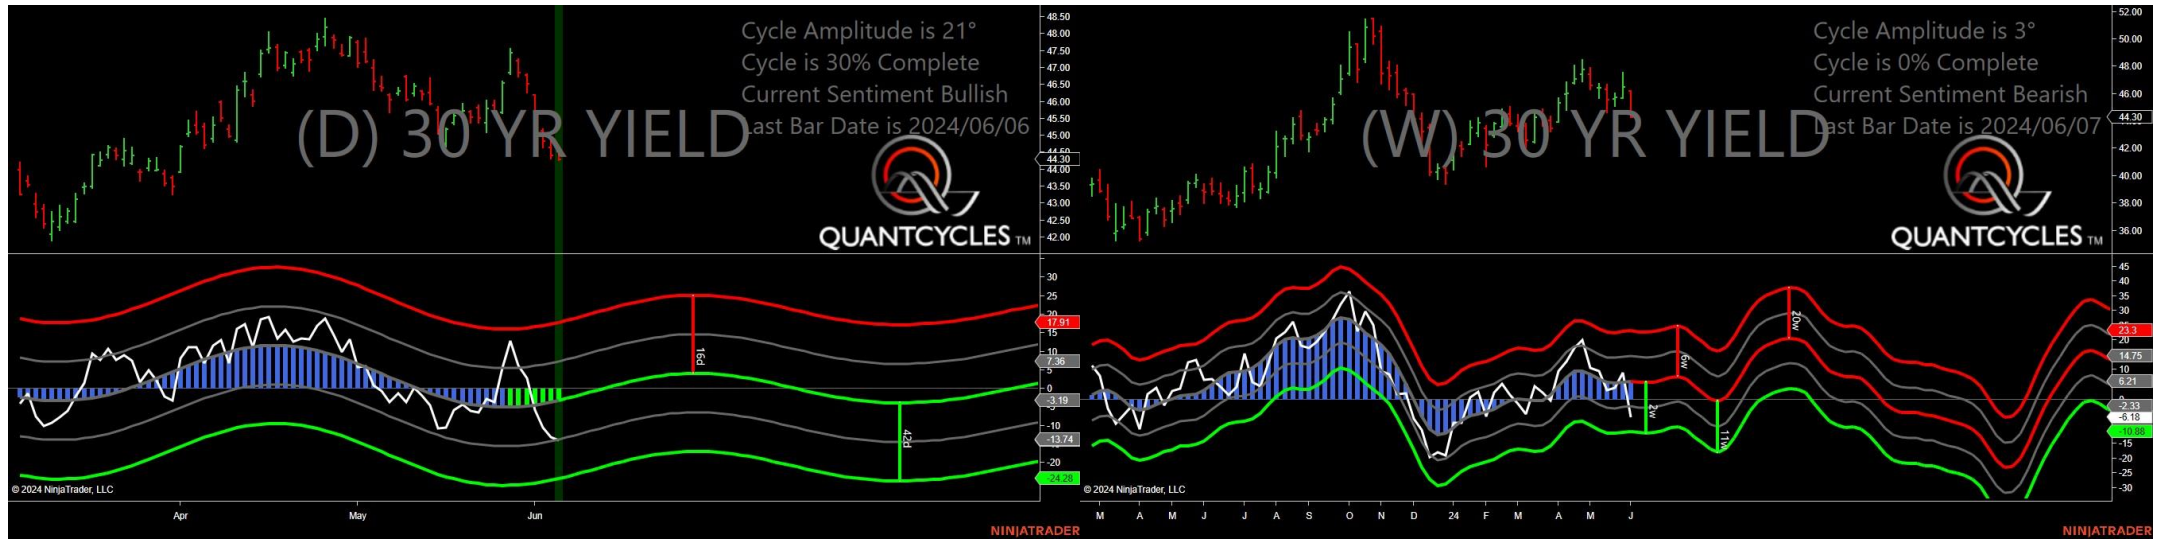 Cycle Amplitude is 21°
Cycle is 30% Complete
Current Sentiment Bullish
Last Bar Date is 2024/06/06
(D) 30 YR YIELD
QUANTCYCLES TM
48.50
48.00
47.50
47.00
46.50
46.00
45.50
45.00
44.50
44.30
44.00
43.50
43.00
42.50
42.00
30
25
20
17.91
15
7.36
5
0
-3.19
-5
-10
-13.74
-20
-24.28
16d
42d
© 2024 NinjaTrader, LLC
Apr
May
Jun
NINJATRADER
Cycle Amplitude is 3°
Cycle is 0% Complete
Current Sentiment Bearish
Last Bar Date is 2024/06/07
(W) 30 YR YIELD
QUANTCYCLES TM
52.00
50.00
48.00
46.00
44.30
42.00
40.00
38.00
36.00
45
35
30
23.3
20
14.75
10
6.21
-2.33
-6.18
-10.88
-15
-20
-25
-30
2w
6w
11w
20w
© 2024 NinjaTrader, LLC
M
A
M
J
J
A
S
O
N
D
24
F
M
A
M
J
NINJATRADER